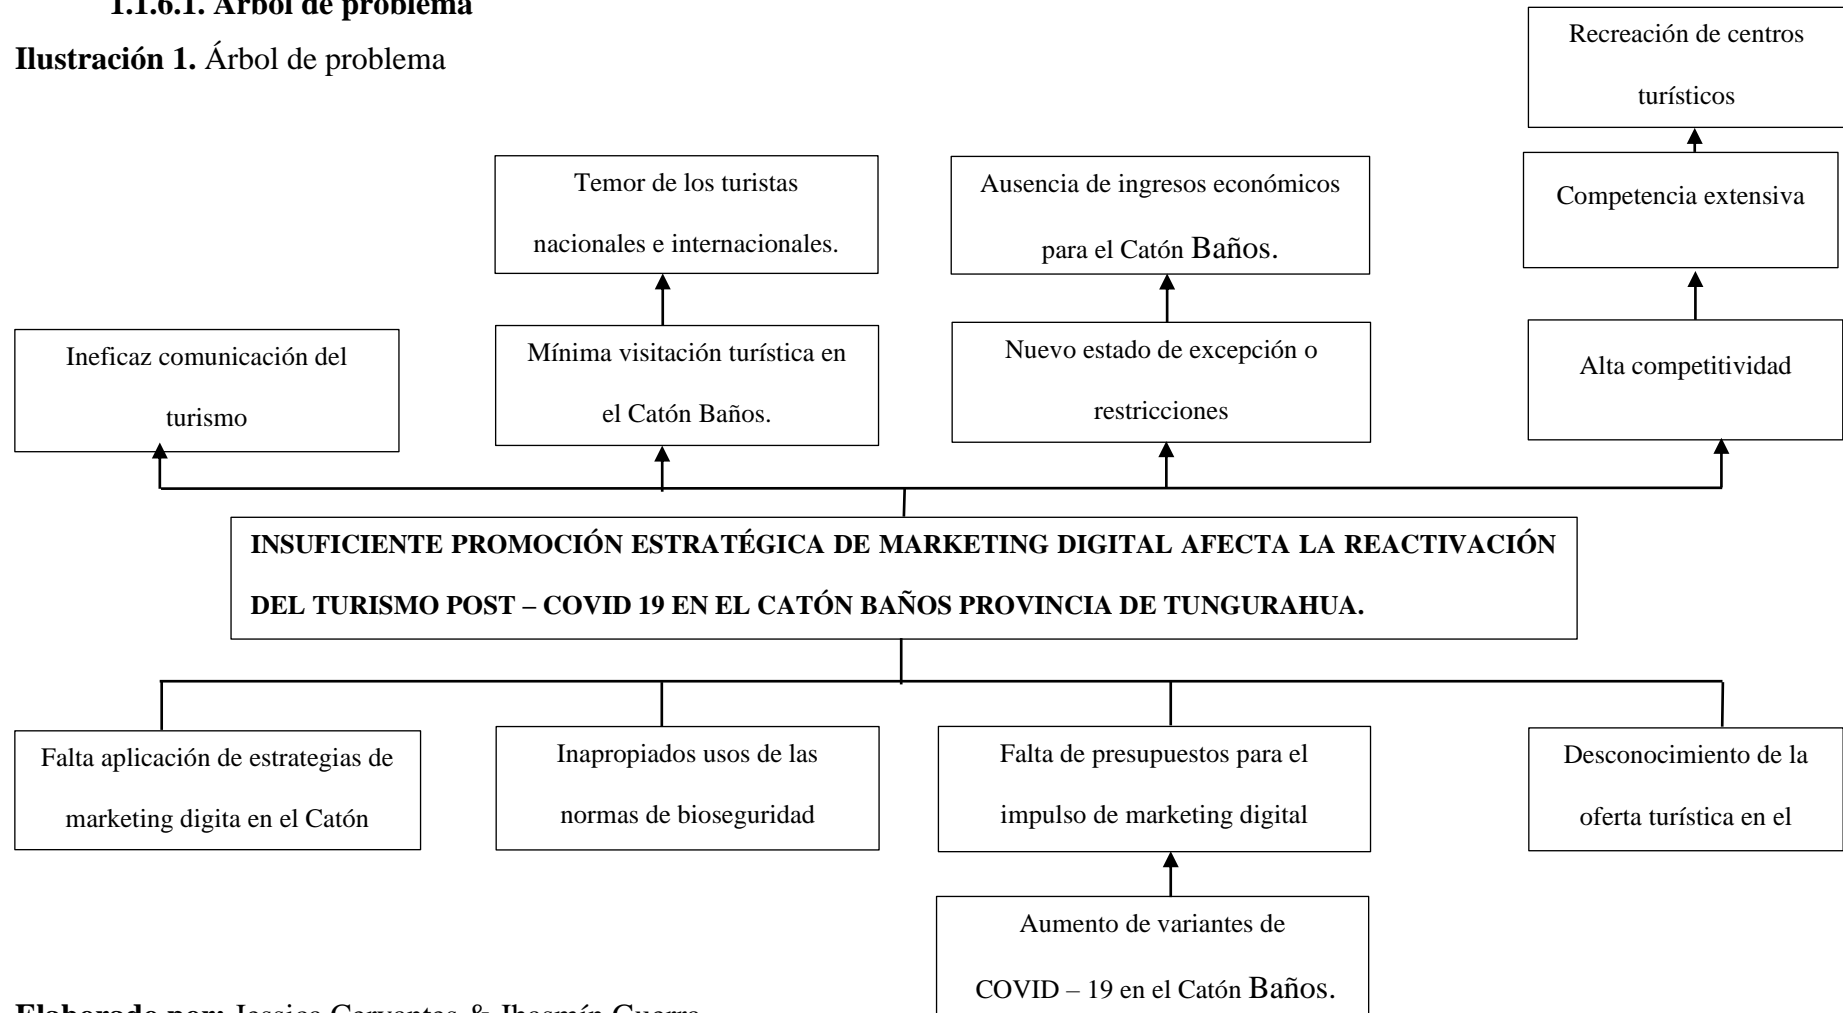 1.1.6.1. Árbol de problema
Ilustración 1. Árbol de problema
Recreación de centros
turísticos
Temor de los turistas
nacionales e internacionales.
Ausencia de ingresos económicos
para el Catón Baños.
Competencia extensiva
Ineficaz comunicación del
turismo
Mínima visitación turística en
el Catón Baños.
Nuevo estado de excepción o
restricciones
Alta competitividad
INSUFICIENTE PROMOCIÓN ESTRATÉGICA DE MARKETING DIGITAL AFECTA LA REACTIVACIÓN
DEL TURISMO POST – COVID 19 EN EL CATÓN BAÑOS PROVINCIA DE TUNGURAHUA.
Falta aplicación de estrategias de
marketing digita en el Catón
Inapropiados usos de las
normas de bioseguridad
Falta de presupuestos para el
impulso de marketing digital
Desconocimiento de la
oferta turística en el
Aumento de variantes de
COVID – 19 en el Catón Baños.
Elaborado por: Jessica Cervantes & Jhosmín Guerra